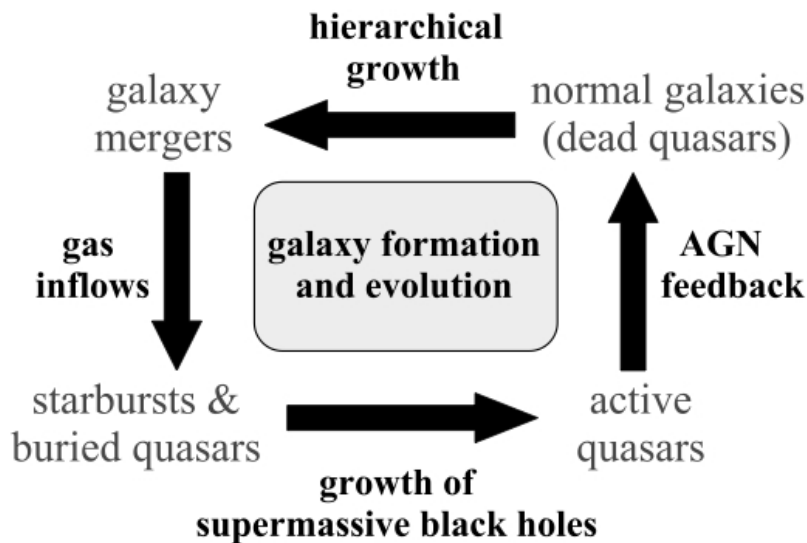 hierarchical
growth
galaxy
mergers
normal galaxies
(dead quasars)
gas
inflows
galaxy formation
and evolution
AGN
feedback
starbursts &
buried quasars
active
quasars
growth of
supermassive black holes